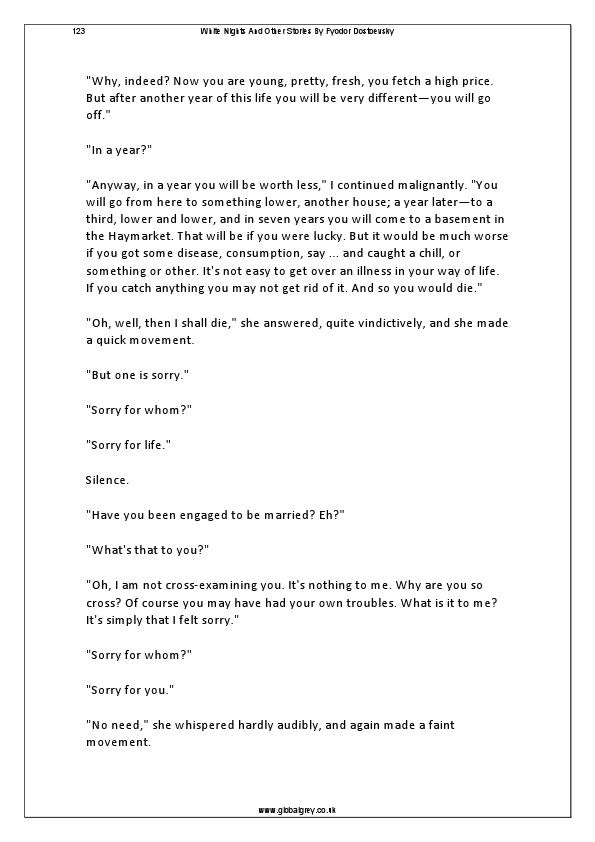 123
White Nights And Other Stories By Fyodor Dostoevsky
"Why, indeed? Now you are young, pretty, fresh, you fetch a high price.
But after another year of this life you will be very different—you will go
off."
"In a year?"
"Anyway, in a year you will be worth less," I continued malignantly. "You
will go from here to something lower, another house; a year later—to a
third, lower and lower, and in seven years you will come to a basement in
the Haymarket. That will be if you were lucky. But it would be much worse
if you got some disease, consumption, say ... and caught a chill, or
something or other. It's not easy to get over an illness in your way of life.
If you catch anything you may not get rid of it. And so you would die."
"Oh, well, then I shall die," she answered, quite vindictively, and she made
a quick movement.
"But one is sorry."
"Sorry for whom?"
"Sorry for life."
Silence.
"Have you been engaged to be married? Eh?"
"What's that to you?"
"Oh, I am not cross-examining you. It's nothing to me. Why are you so
cross? Of course you may have had your own troubles. What is it to me?
It's simply that I felt sorry."
"Sorry for whom?"
"Sorry for you."
"No need," she whispered hardly audibly, and again made a faint
movement.
www.globalgrey.co.uk